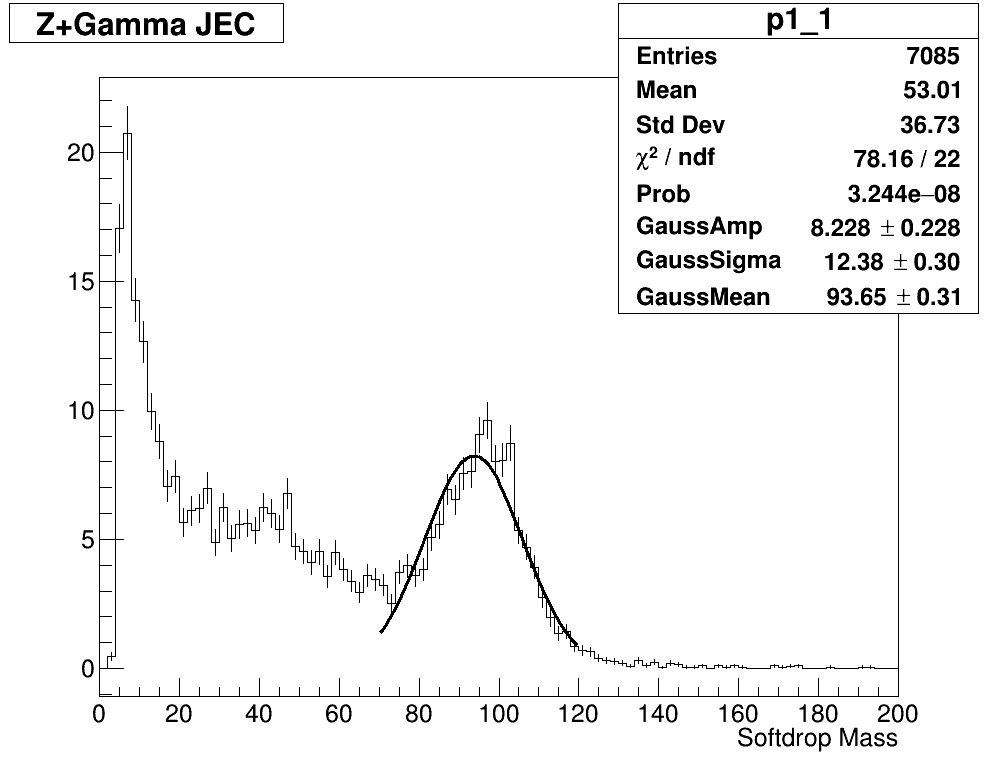 Z+Gamma JEC
p1_1
Entries 7085
Mean 53.01
Std Dev 36.73
χ² / ndf 78.16 / 22
Prob 3.244e−08
GaussAmp 8.228 ± 0.228
GaussSigma 12.38 ± 0.30
GaussMean 93.65 ± 0.31
20
15
10
5
0
0 20 40 60 80 100 120 140 160 180 200
Softdrop Mass